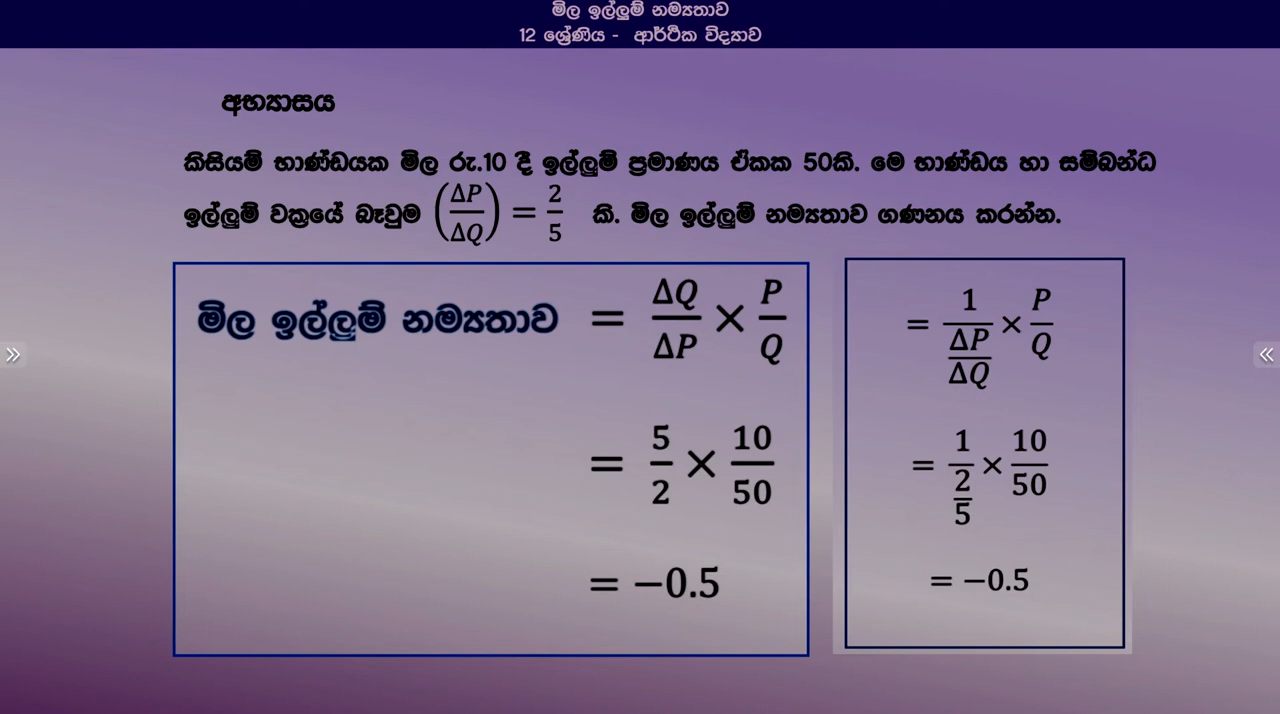 මිල ඉල්ලුම් නම්‍යතාව
12 ශ්‍රේණිය - ආර්ථික විද්‍යාව
අභ්‍යාසය
කිසියම් භාණ්ඩයක මිල රු.10 දී ඉල්ලුම් ප්‍රමාණය ඒකක 50කි. මෙ භාණ්ඩය හා සම්බන්ධ
ඉල්ලුම් වක්‍රයේ බෑවුම (ΔP/ΔQ) = 2/5 කි. මිල ඉල්ලුම් නම්‍යතාව ගණනය කරන්න.
මිල ඉල්ලුම් නම්‍යතාව = ΔQ/ΔP × P/Q
= 5/2 × 10/50
= −0.5
= 1/(ΔP/ΔQ) × P/Q
= 1/(2/5) × 10/50
= −0.5